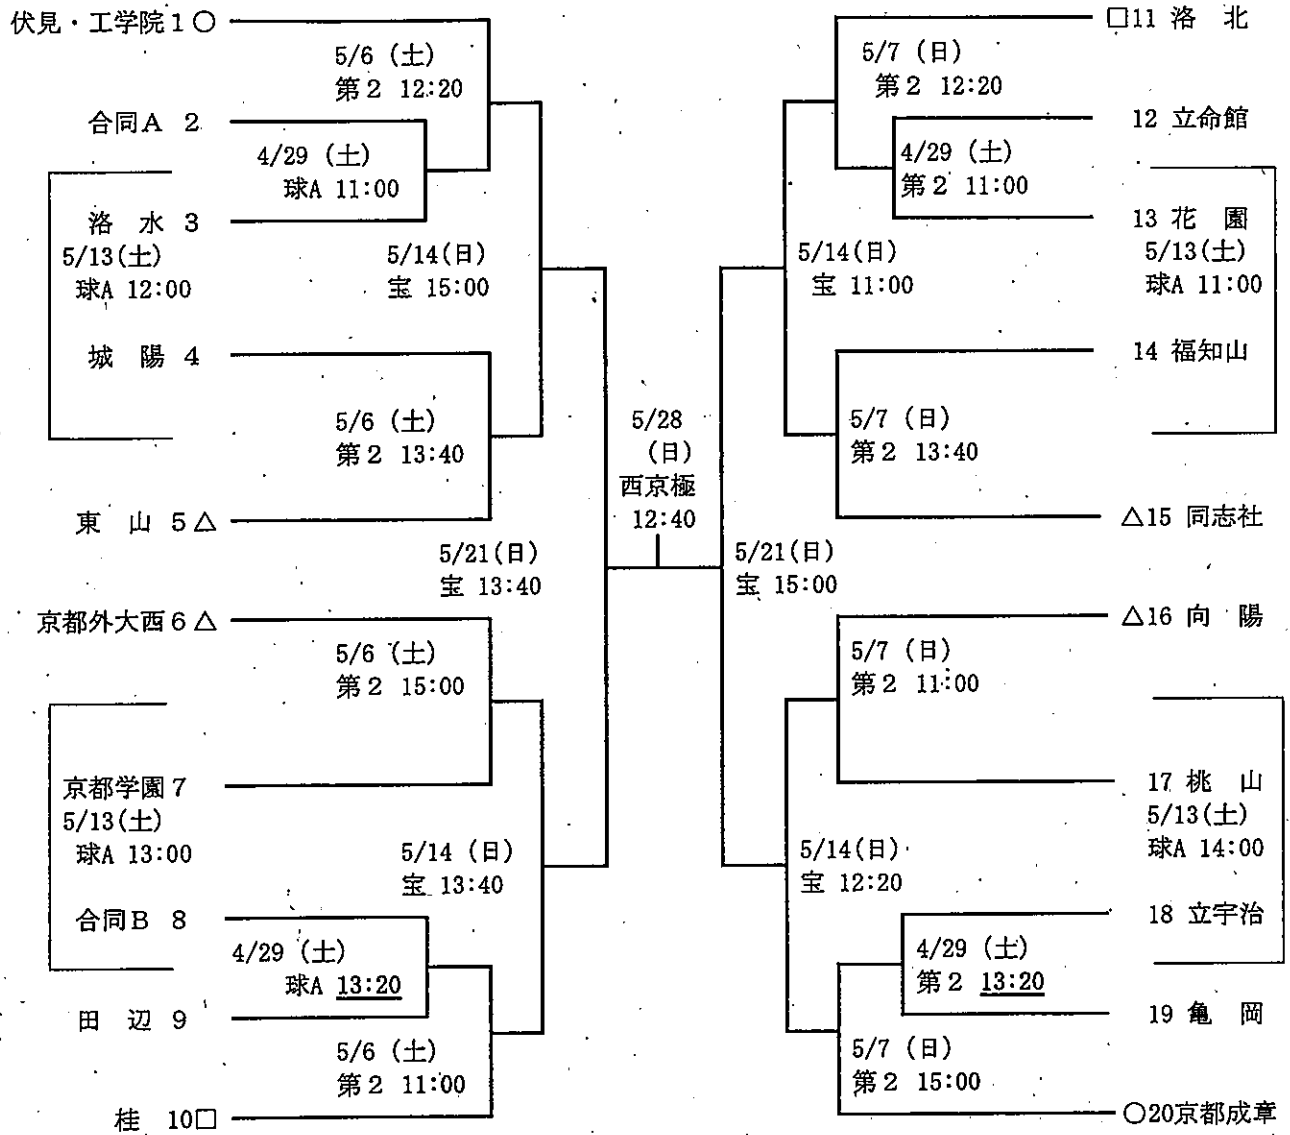 伏見・工学院 1 ○
5/6 (土)
第2 12:20
合同A 2
4/29 (土)
球A 11:00
洛 水 3
5/13(土)
球A 12:00
5/14(日)
宝 15:00
城 陽 4
5/6 (土)
第2 13:40
東 山 5 △
5/21(日)
宝 13:40
京都外大西 6 △
5/6 (土)
第2 15:00
京都学園 7
5/13(土)
球A 13:00
5/14 (日)
宝 13:40
合同B 8
4/29 (土)
球A 13:20
田 辺 9
5/6 (土)
第2 11:00
桂 10□
5/28
(日)
西京極
12:40
□11 洛 北
5/7 (日)
第2 12:20
12 立命館
4/29 (土)
第2 11:00
13 花 園
5/13(土)
球A 11:00
5/14(日)
宝 11:00
14 福知山
5/7 (日)
第2 13:40
△15 同志社
5/21(日)
宝 15:00
△16 向 陽
5/7 (日)
第2 11:00
17 桃 山
5/13(土)
球A 14:00
5/14(日)
宝 12:20
18 立宇治
4/29 (土)
第2 13:20
19 亀 岡
5/7 (日)
第2 15:00
○20京都成章